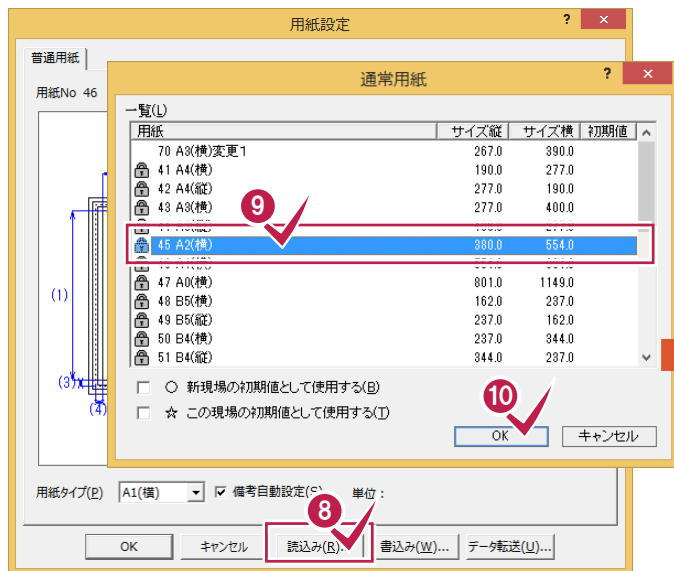 用紙設定
? ×
普通用紙
用紙No 46
通常用紙
? ×
一覧(L)
用紙 サイズ縦 サイズ横 初期値
70 A3(横)変更1 267.0 390.0
41 A4(横) 190.0 277.0
42 A4(縦) 277.0 190.0
43 A3(横) 277.0 400.0
9
45 A2(横) 380.0 554.0
47 A0(横) 801.0 1149.0
48 B5(横) 162.0 237.0
49 B5(縦) 237.0 162.0
50 B4(横) 237.0 344.0
51 B4(縦) 344.0 237.0
(1)
(3)
(4)
○ 新現場の初期値として使用する(B)
☆ この現場の初期値として使用する(T)
10
OK キャンセル
用紙タイプ(P) A1(横) 備考自動設定(S) 単位:
8
OK キャンセル 読込み(R)... 書込み(W)... データ転送(U)...